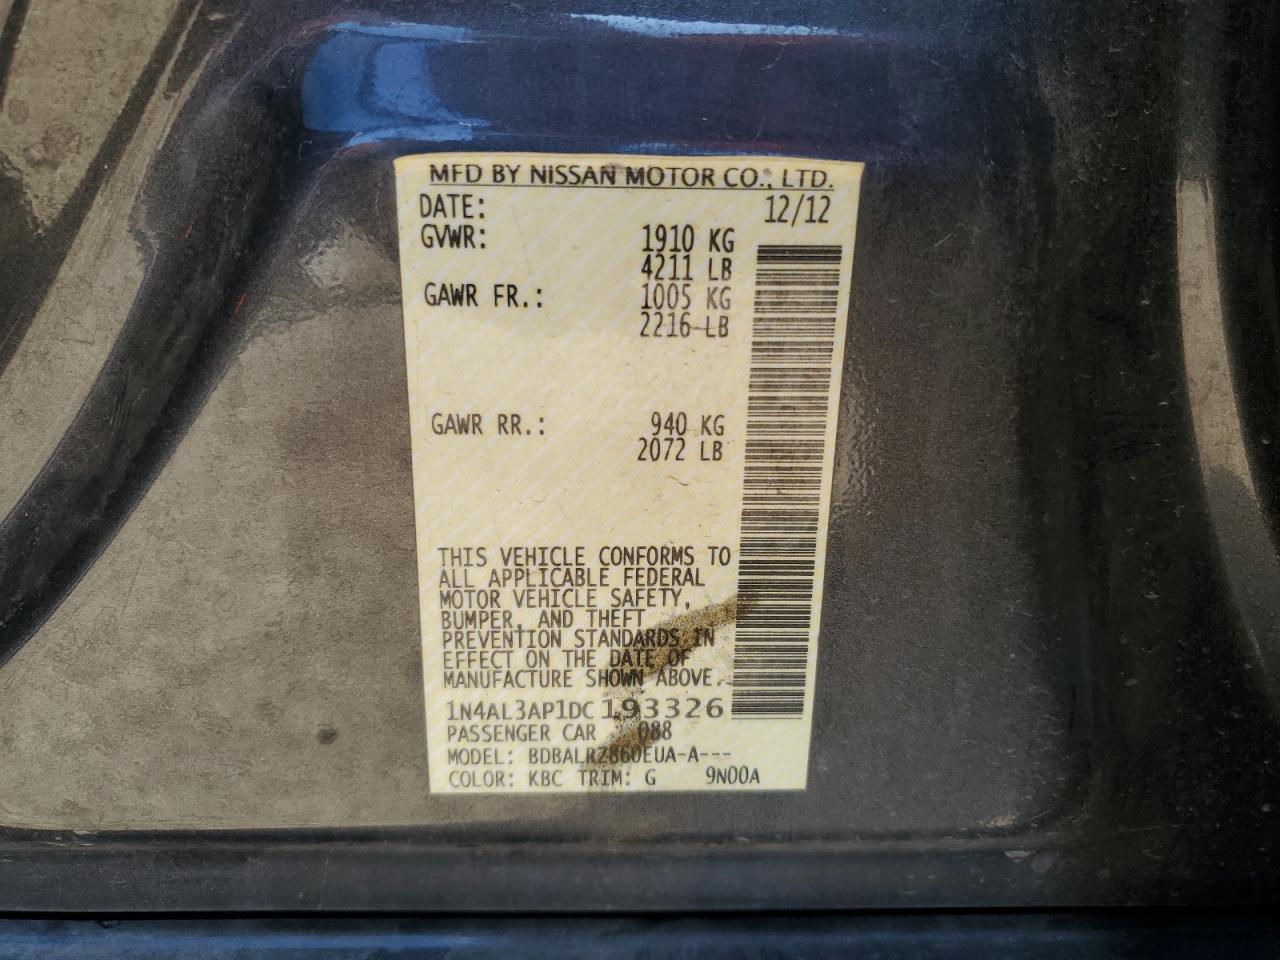 MFD BY NISSAN MOTOR CO., LTD.
DATE: 12/12
GVWR: 1910 KG
4211 LB
GAWR FR.: 1005 KG
2216 LB
GAWR RR.: 940 KG
2072 LB
THIS VEHICLE CONFORMS TO
ALL APPLICABLE FEDERAL
MOTOR VEHICLE SAFETY,
BUMPER, AND THEFT
PREVENTION STANDARDS IN
EFFECT ON THE DATE OF
MANUFACTURE SHOWN ABOVE.
1N4AL3AP1DC193326
PASSENGER CAR 088
MODEL: BDBALRZ860EUA-A---
COLOR: KBC TRIM: G 9N00A